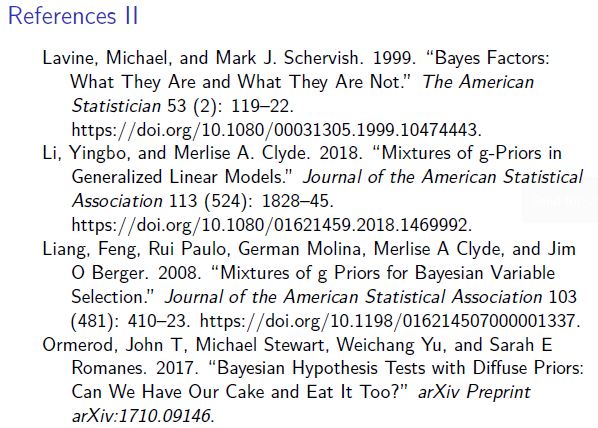 References II
Lavine, Michael, and Mark J. Schervish. 1999. “Bayes Factors:
What They Are and What They Are Not.” The American
Statistician 53 (2): 119–22.
https://doi.org/10.1080/00031305.1999.10474443.
Li, Yingbo, and Merlise A. Clyde. 2018. “Mixtures of g-Priors in
Generalized Linear Models.” Journal of the American Statistical
Association 113 (524): 1828–45.
https://doi.org/10.1080/01621459.2018.1469992.
Liang, Feng, Rui Paulo, German Molina, Merlise A Clyde, and Jim
O Berger. 2008. “Mixtures of g Priors for Bayesian Variable
Selection.” Journal of the American Statistical Association 103
(481): 410–23. https://doi.org/10.1198/016214507000001337.
Ormerod, John T, Michael Stewart, Weichang Yu, and Sarah E
Romanes. 2017. “Bayesian Hypothesis Tests with Diffuse Priors:
Can We Have Our Cake and Eat It Too?” arXiv Preprint
arXiv:1710.09146.